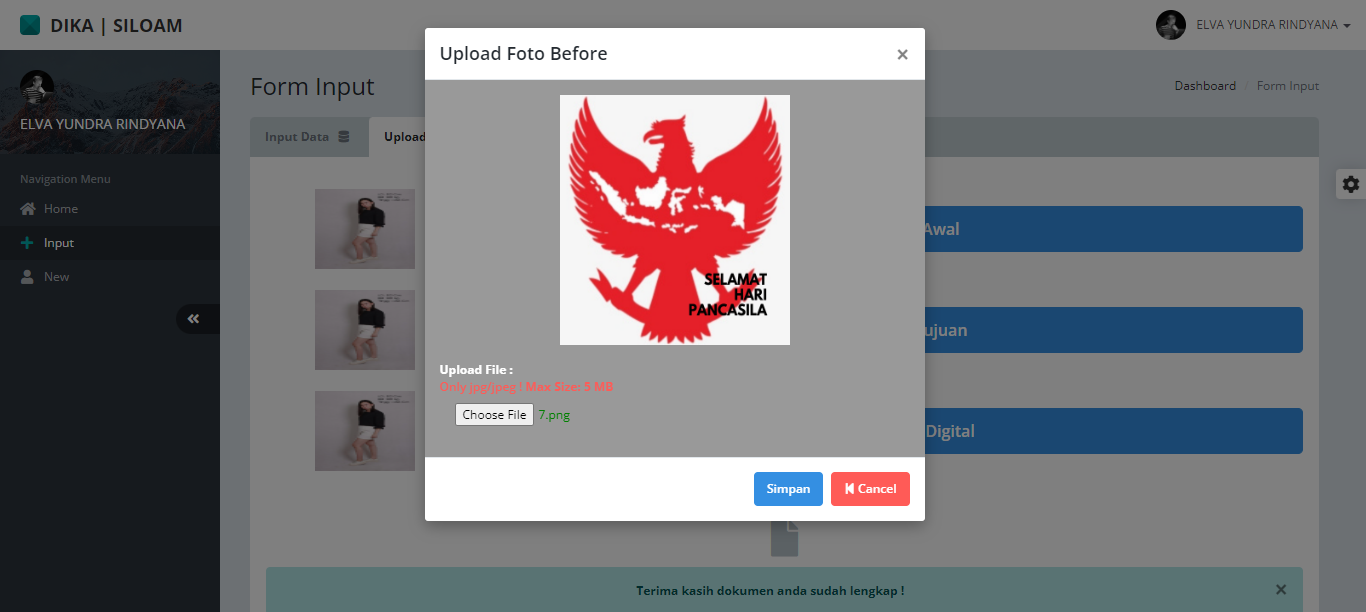 DIKA | SILOAM
ELVA YUNDRA RINDYANA
Upload Foto Before
×
ELVA YUNDRA RINDYANA
Form Input
Dashboard / Form Input
Input Data
Upload
Navigation Menu
Home
Input
New
Awal
ujuan
Digital
SELAMAT
HARI
PANCASILA
Upload File :
Only jpg/jpeg ! Max Size: 5 MB
Choose File 7.png
Simpan
Cancel
Terima kasih dokumen anda sudah lengkap !
×